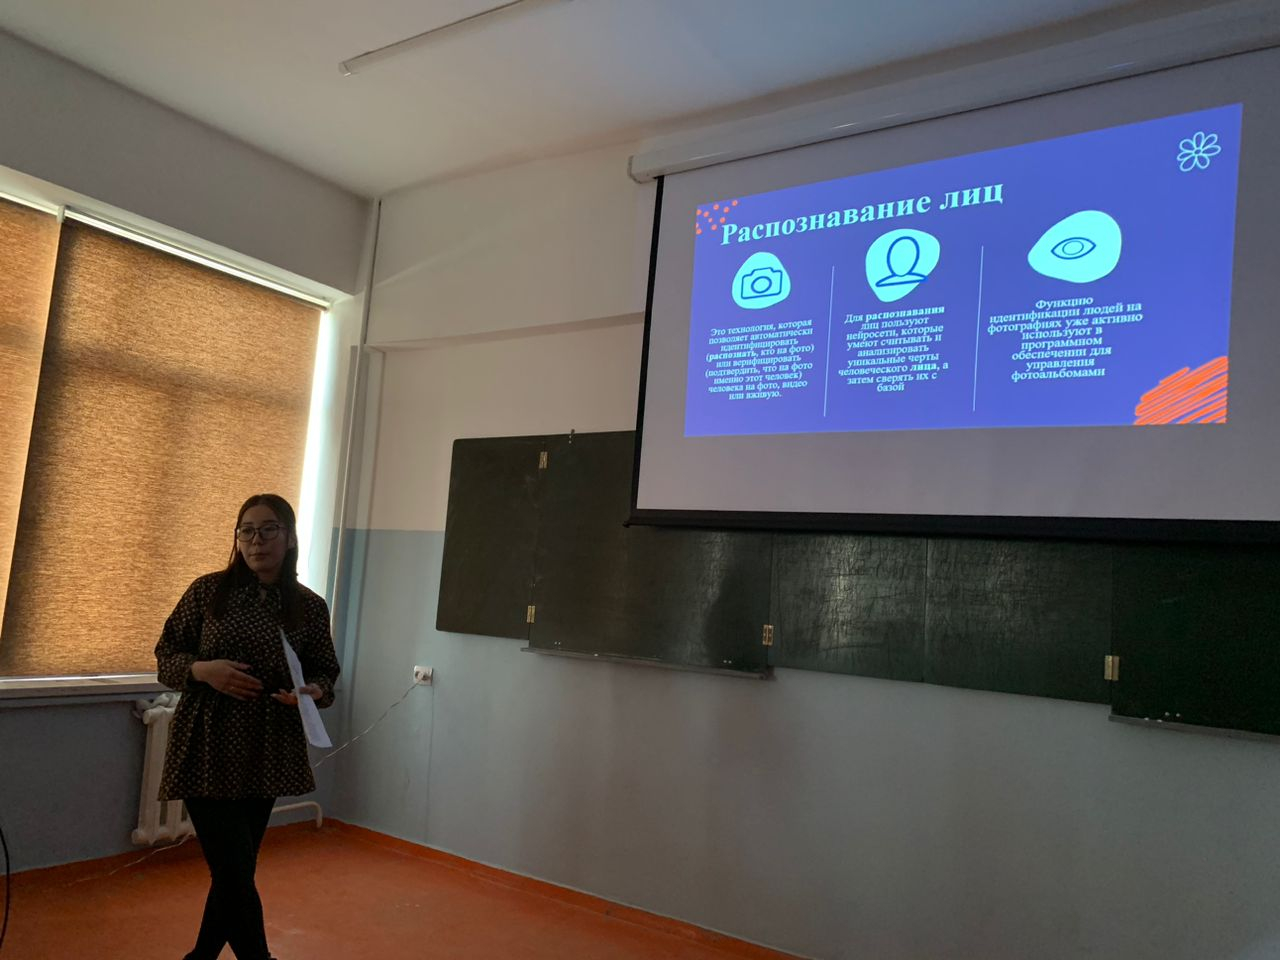 Распознавание лиц
Это технология, которая
позволяет автоматически
идентифицировать
(распознать, кто на фото)
или верифицировать
(подтвердить, что на фото
именно этот человек)
человека на фото, видео
или вживую.
Для распознавания
лиц пользуют
нейросети, которые
умеют считывать и
анализировать
уникальные черты
человеческого лица, а
затем сверять их с
базой
Функцию
идентификации людей на
фотографиях уже активно
используют в
программном
обеспечении для
управления
фотоальбомами